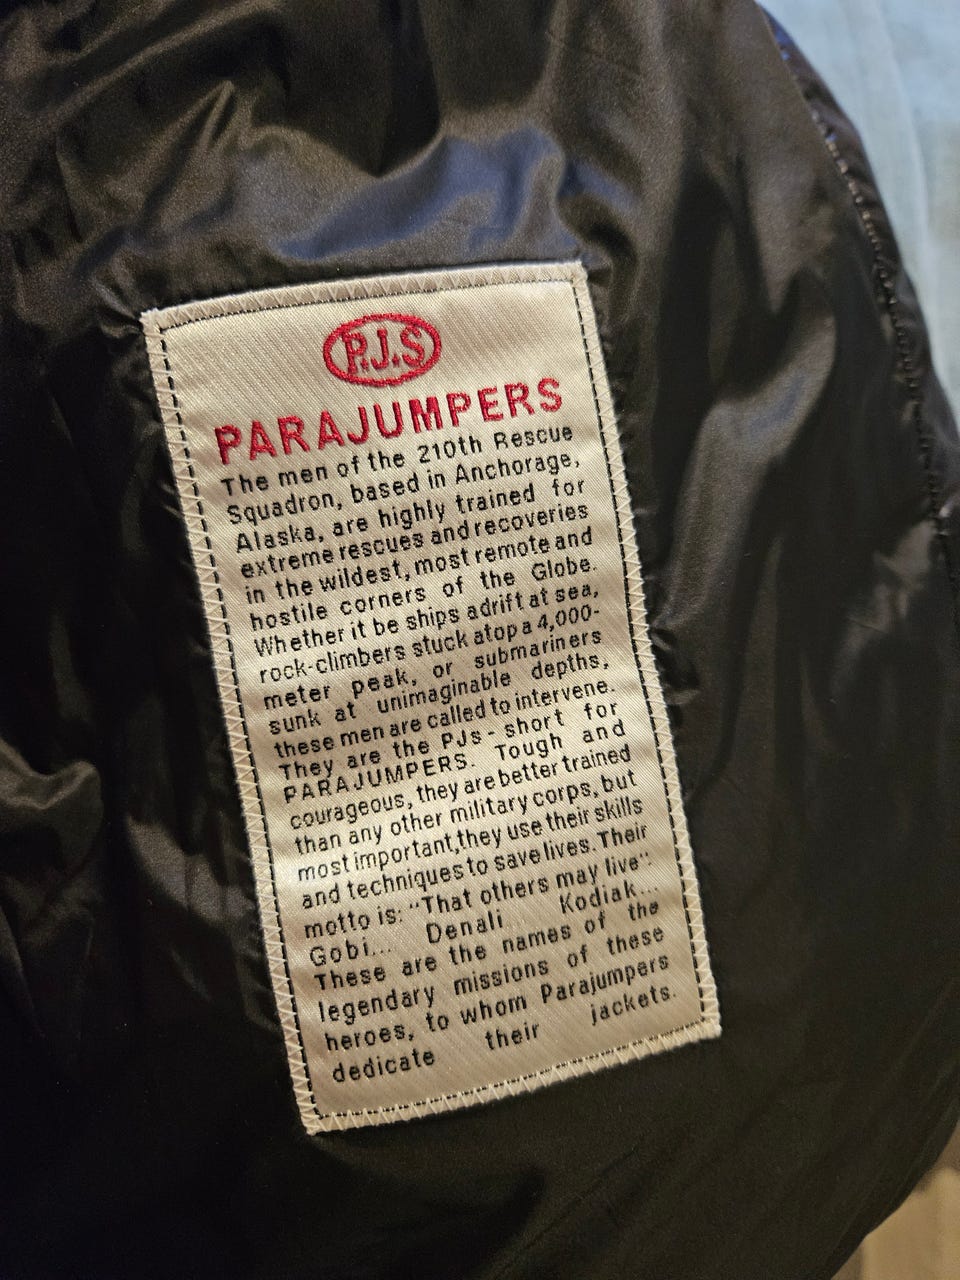 P.J.S
PARAJUMPERS
The men of the 210th Rescue
Squadron, based in Anchorage,
Alaska, are highly trained for
extreme rescues and recoveries
in the wildest, most remote and
hostile corners of the Globe.
Whether it be ships adrift at sea,
rock-climbers stuck atop a 4,000-
meter peak, or submariners
sunk at unimaginable depths,
these men are called to intervene.
They are the PJs - short for
PARAJUMPERS. Tough and
courageous, they are better trained
than any other military corps, but
most important,they use their skills
and techniques to save lives. Their
motto is: "That others may live".
Gobi... Denali Kodiak...
These are the names of the
legendary missions of these
heroes, to whom Parajumpers
dedicate their jackets.